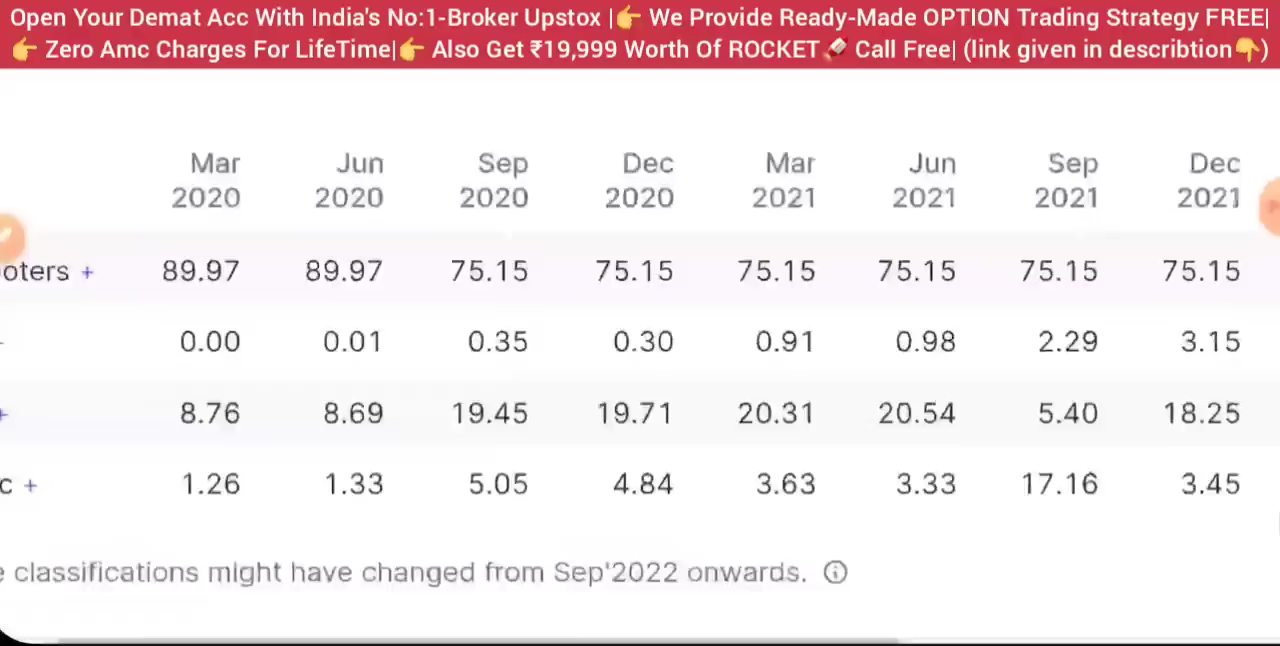 Open Your Demat Acc With India's No:1-Broker Upstox |👉 We Provide Ready-Made OPTION Trading Strategy FREE|
👉 Zero Amc Charges For LifeTime|👉 Also Get ₹19,999 Worth Of ROCKET🚀 Call Free| (link given in describtion👇)
Mar 2020 Jun 2020 Sep 2020 Dec 2020 Mar 2021 Jun 2021 Sep 2021 Dec 2021
oters + 89.97 89.97 75.15 75.15 75.15 75.15 75.15 75.15
0.00 0.01 0.35 0.30 0.91 0.98 2.29 3.15
+ 8.76 8.69 19.45 19.71 20.31 20.54 5.40 18.25
c + 1.26 1.33 5.05 4.84 3.63 3.33 17.16 3.45
e classifications might have changed from Sep'2022 onwards.